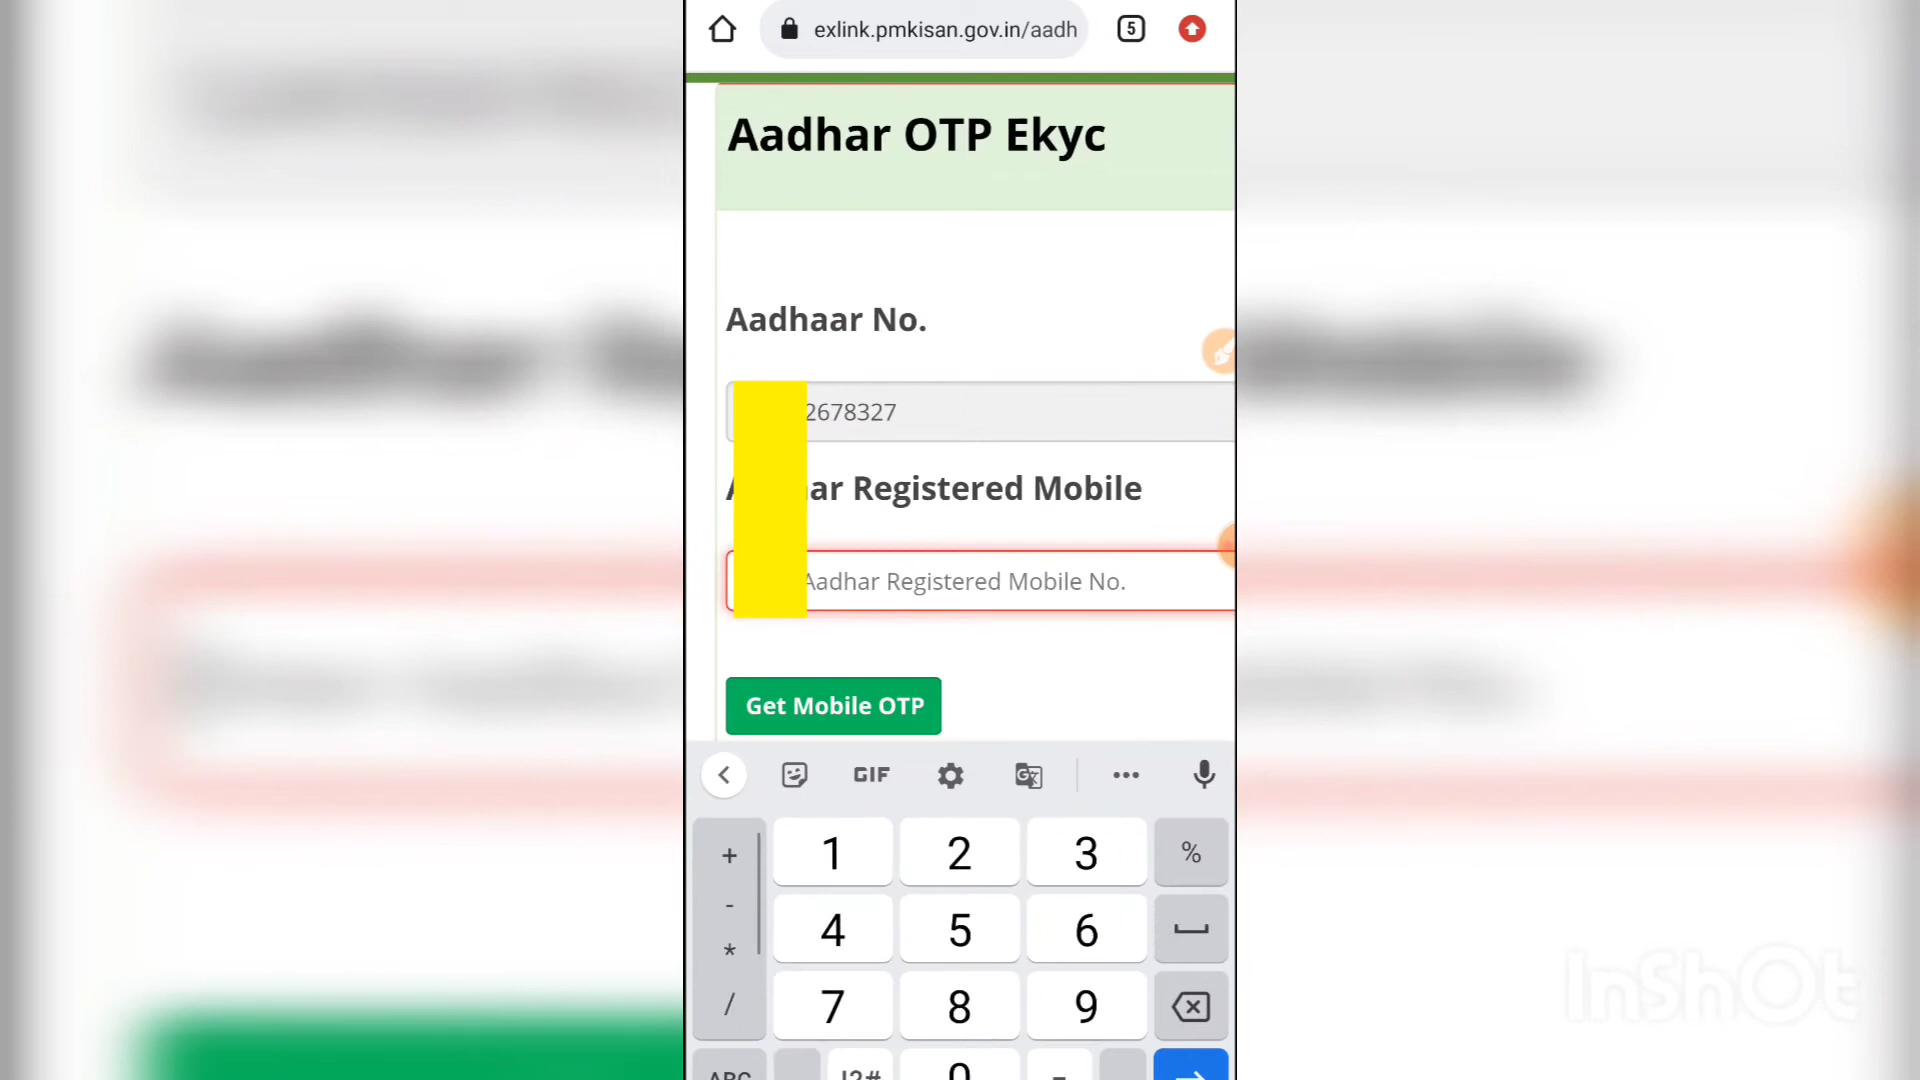 exlink.pmkisan.gov.in/aadh
5
Aadhar OTP Ekyc
Aadhaar No.
2678327
ar Registered Mobile
Aadhar Registered Mobile No.
Get Mobile OTP
GIF
+ 1 2 3 %
- 4 5 6
*
/ 7 8 9
ABC !?# 0
InShOt